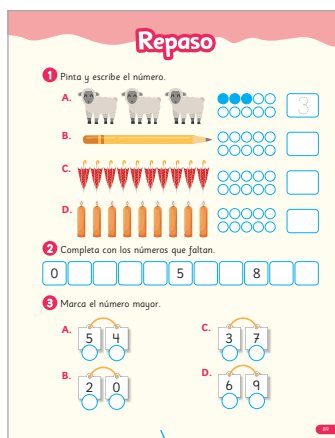 Repaso
1 Pinta y escribe el número.
A.
3
B.
C.
D.
2 Completa con los números que faltan.
0 5 8
3 Marca el número mayor.
A.
5 4
C.
3 7
B.
2 0
D.
6 9
89